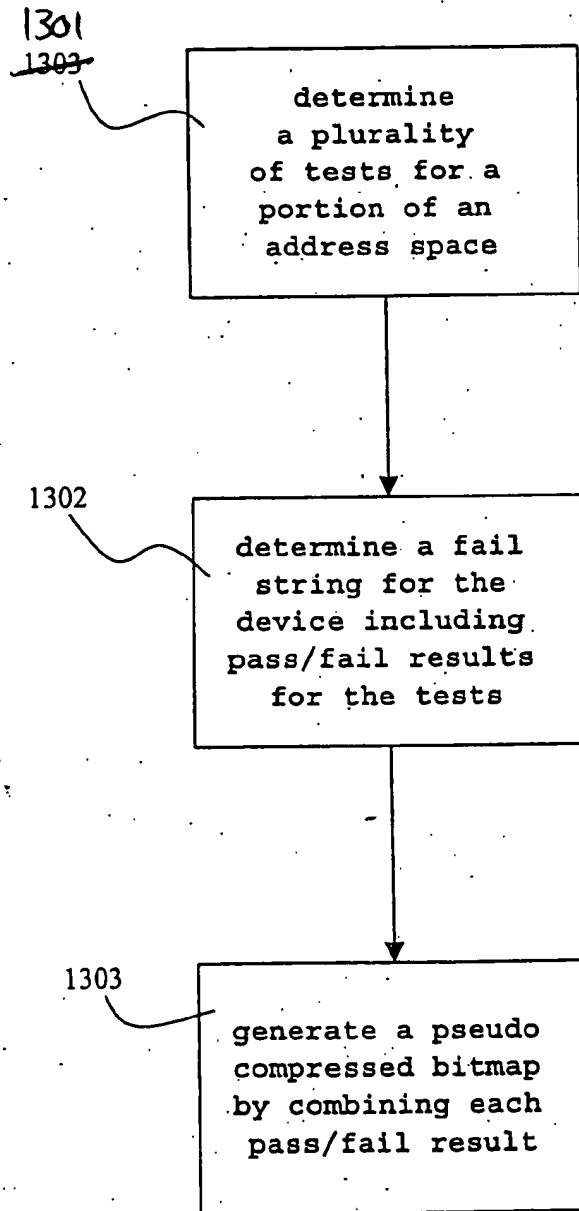 1301
1303
determine
a plurality
of tests for a
portion of an
address space
1302
determine a fail
string for the
device including
pass/fail results
for the tests
1303
generate a pseudo
compressed bitmap
by combining each
pass/fail result